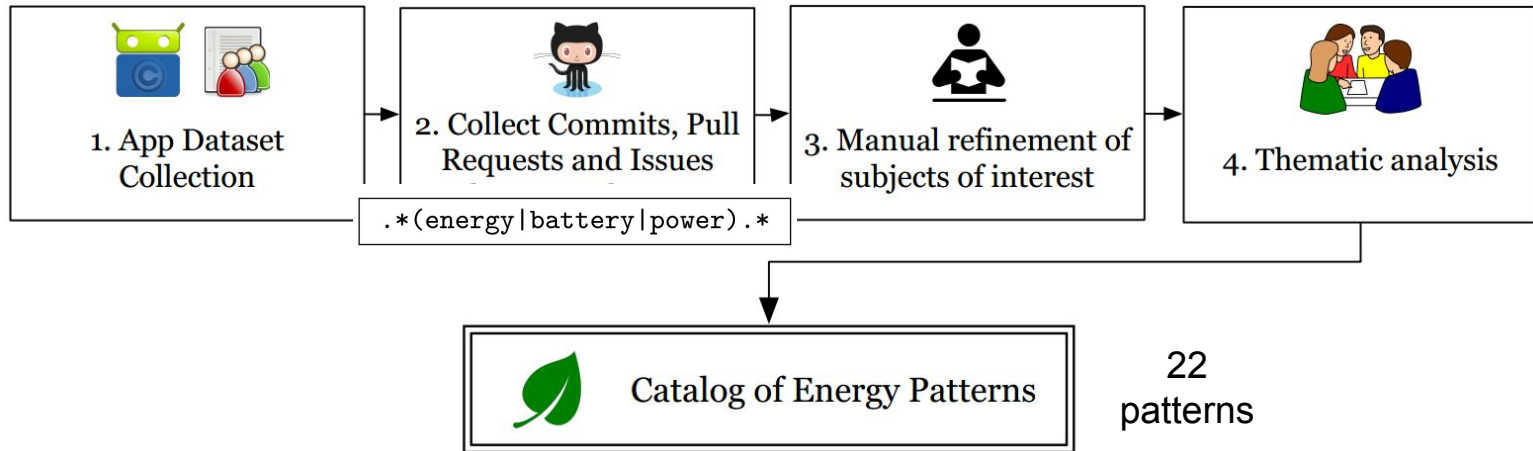 1. App Dataset
Collection
2. Collect Commits, Pull
Requests and Issues
.*(energy|battery|power).*
3. Manual refinement of
subjects of interest
4. Thematic analysis
Catalog of Energy Patterns
22
patterns